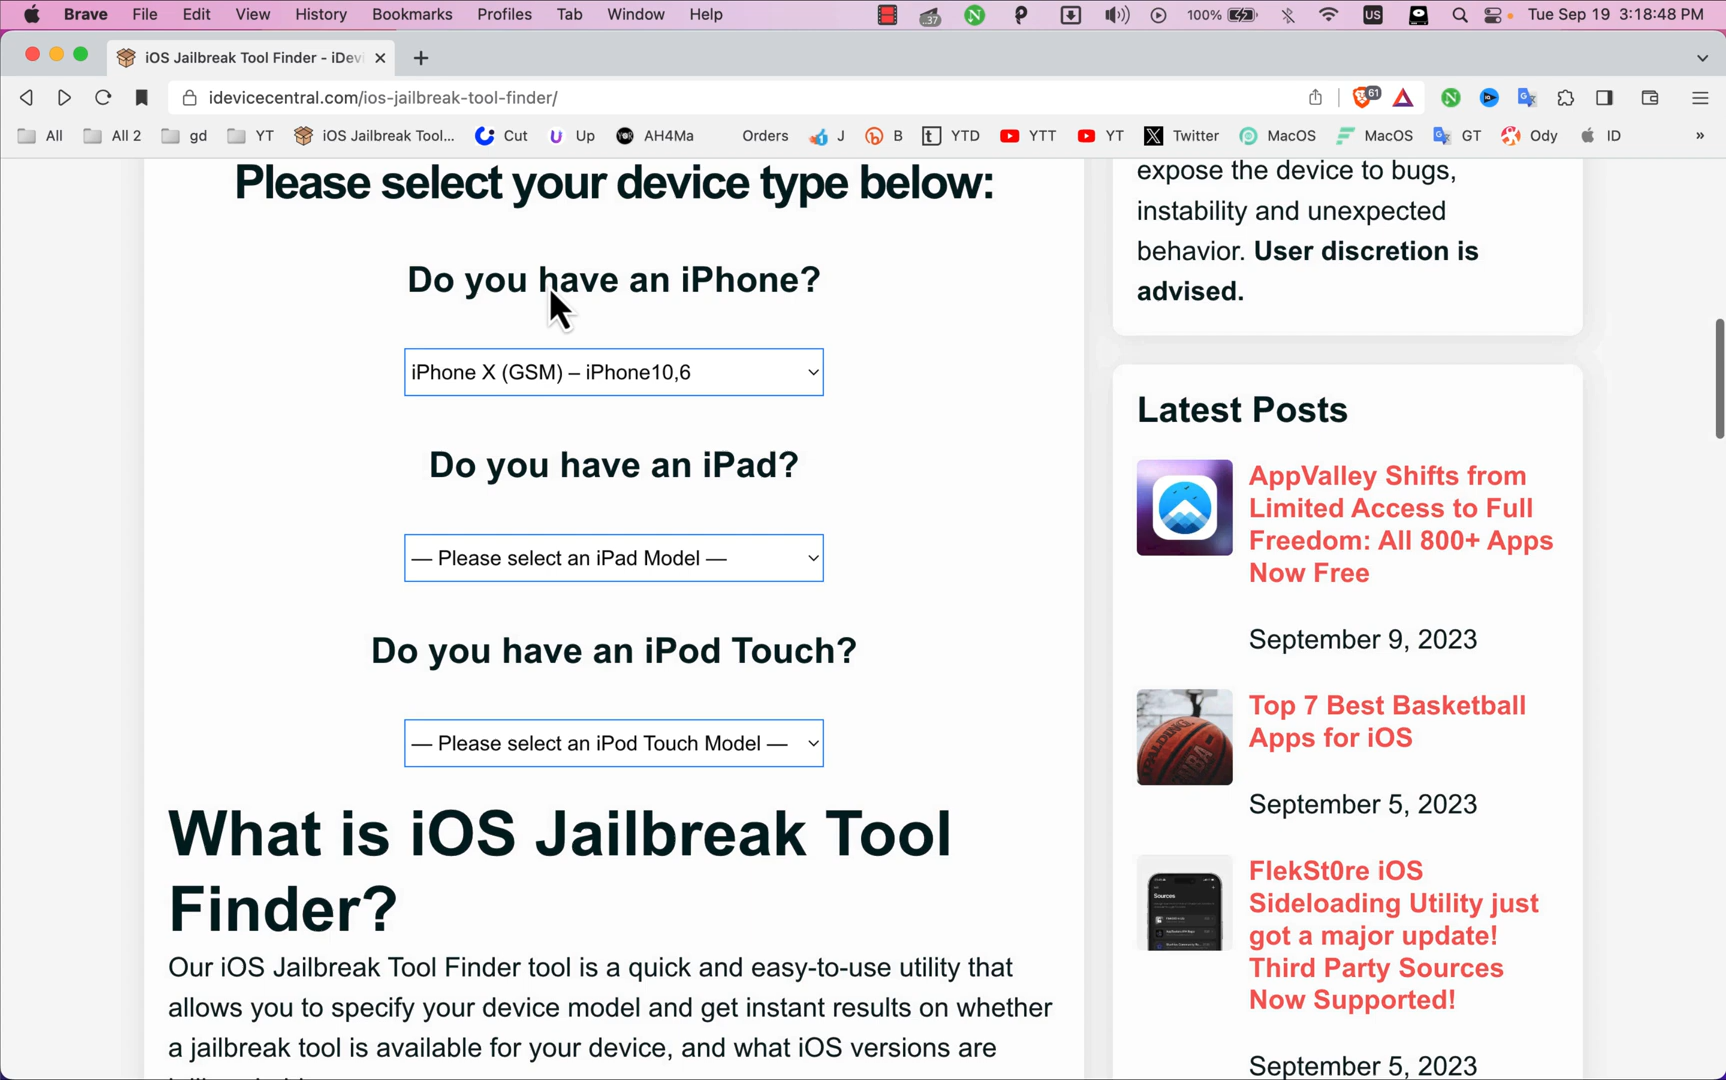 Brave File Edit View History Bookmarks Profiles Tab Window Help .37 100% US Tue Sep 19 3:18:48 PM
iOS Jailbreak Tool Finder - iDevi
idevicecentral.com/ios-jailbreak-tool-finder/ 61
All All 2 gd YT iOS Jailbreak Tool... Cut Up AH4Ma Orders J B YTD YTT YT Twitter MacOS MacOS GT Ody ID »
Please select your device type below:
Do you have an iPhone?
iPhone X (GSM) – iPhone10,6
Do you have an iPad?
— Please select an iPad Model —
Do you have an iPod Touch?
— Please select an iPod Touch Model —
What is iOS Jailbreak Tool
Finder?
Our iOS Jailbreak Tool Finder tool is a quick and easy-to-use utility that
allows you to specify your device model and get instant results on whether
a jailbreak tool is available for your device, and what iOS versions are
expose the device to bugs,
instability and unexpected
behavior. User discretion is
advised.
Latest Posts
AppValley Shifts from
Limited Access to Full
Freedom: All 800+ Apps
Now Free
September 9, 2023
Top 7 Best Basketball
Apps for iOS
September 5, 2023
SPALDING
NBA
Sources
FlekSt0re iOS
Sideloading Utility just
got a major update!
Third Party Sources
Now Supported!
September 5, 2023